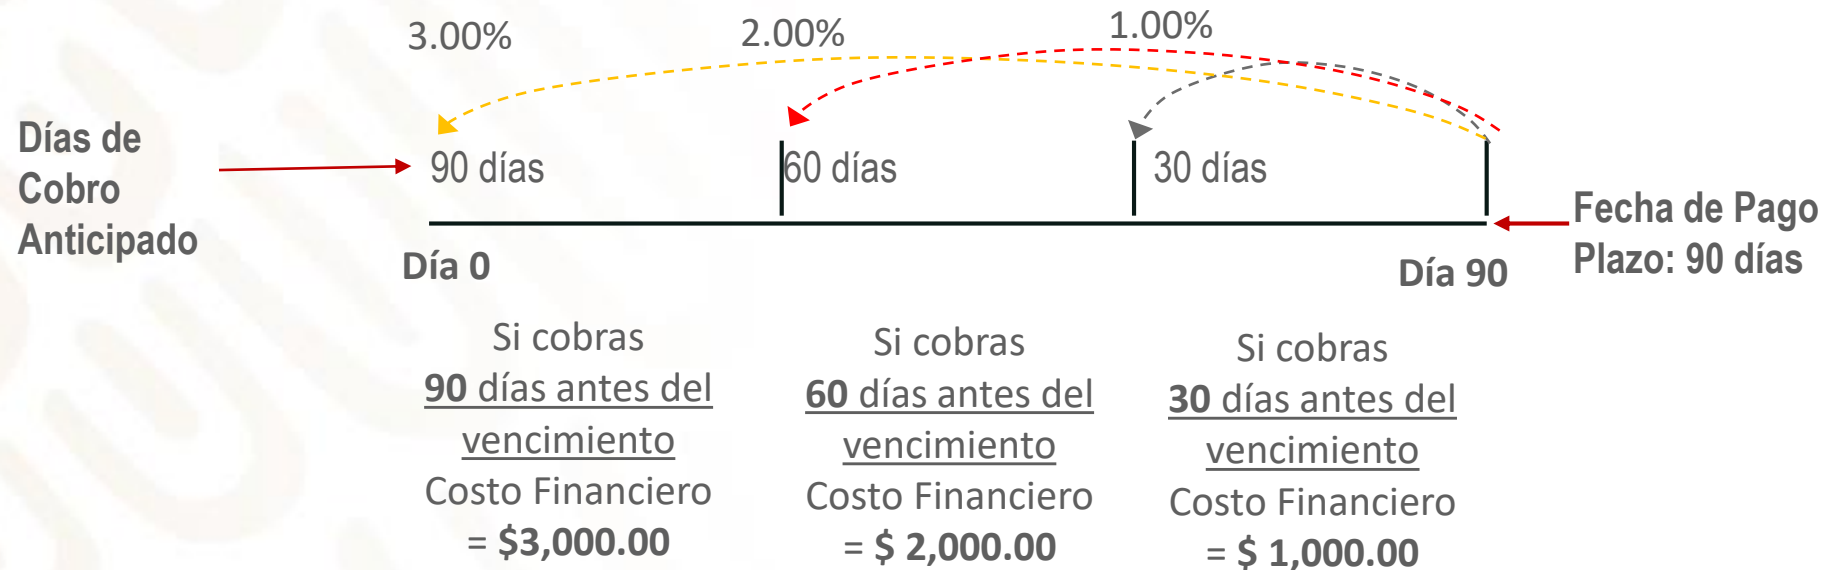 3.00%
2.00%
1.00%
Días de
Cobro
Anticipado
90 días
60 días
30 días
Fecha de Pago
Plazo: 90 días
Día 0
Día 90
Si cobras
90 días antes del
vencimiento
Costo Financiero
= $3,000.00
Si cobras
60 días antes del
vencimiento
Costo Financiero
= $ 2,000.00
Si cobras
30 días antes del
vencimiento
Costo Financiero
= $ 1,000.00